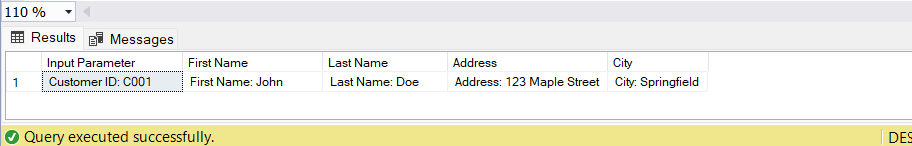 110 %
Results Messages
Input Parameter First Name Last Name Address City
1 Customer ID: C001 First Name: John Last Name: Doe Address: 123 Maple Street City: Springfield
Query executed successfully. DES